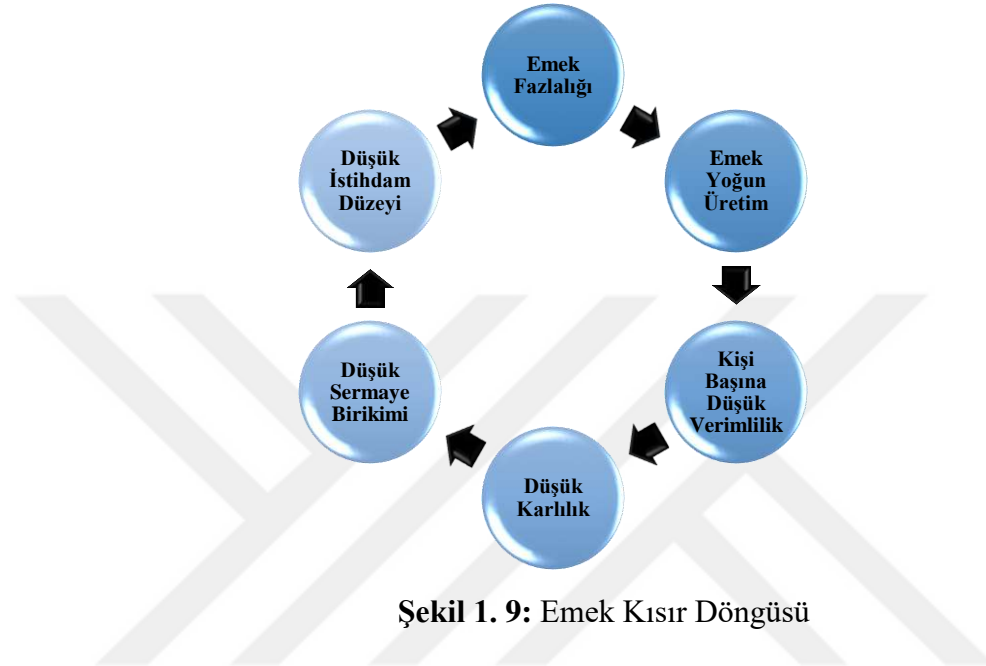 Emek
Fazlalığı
Emek
Yoğun
Üretim
Kişi
Başına
Düşük
Verimlilik
Düşük
Karlılık
Düşük
Sermaye
Birikimi
Düşük
İstihdam
Düzeyi
Şekil 1. 9: Emek Kısır Döngüsü